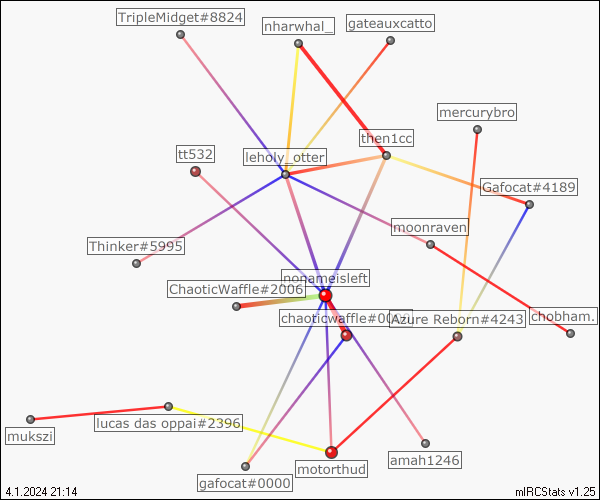 TripleMidget#8824
nharwhal_
gateauxcatto
mercurybro
then1cc
tt532
leholy_otter
Gafocat#4189
moonraven
Thinker#5995
nonameisleft
ChaoticWaffle#2006
chaoticwaffle#0
Azure Reborn#4243
chobham.
lucas das oppai#2396
mukszi
amah1246
motorthud
gafocat#0000
4.1.2024 21:14
mIRCStats v1.25